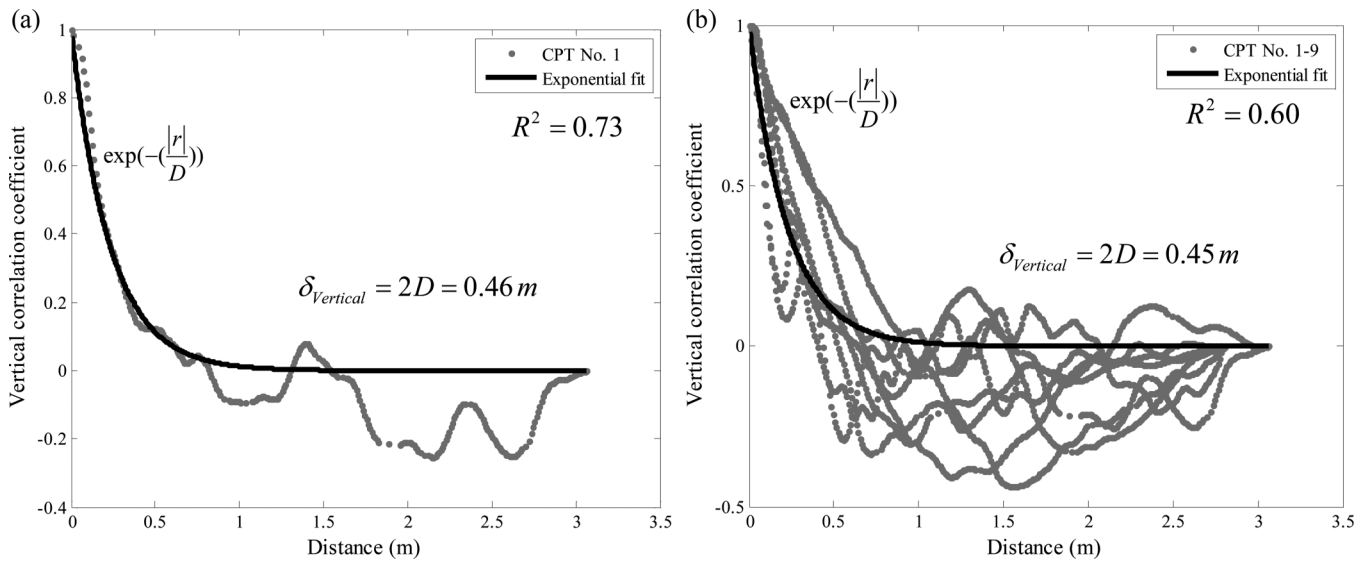 (a)
CPT No. 1
Exponential fit
R² = 0.73
exp(-(|r|/D))
δVertical = 2D = 0.46 m
Vertical correlation coefficient
1
0.8
0.6
0.4
0.2
0
-0.2
-0.4
0 0.5 1 1.5 2 2.5 3 3.5
Distance (m)
(b)
CPT No. 1-9
Exponential fit
R² = 0.60
exp(-(|r|/D))
δVertical = 2D = 0.45 m
Vertical correlation coefficient
1
0.5
0
-0.5
0 0.5 1 1.5 2 2.5 3 3.5
Distance (m)